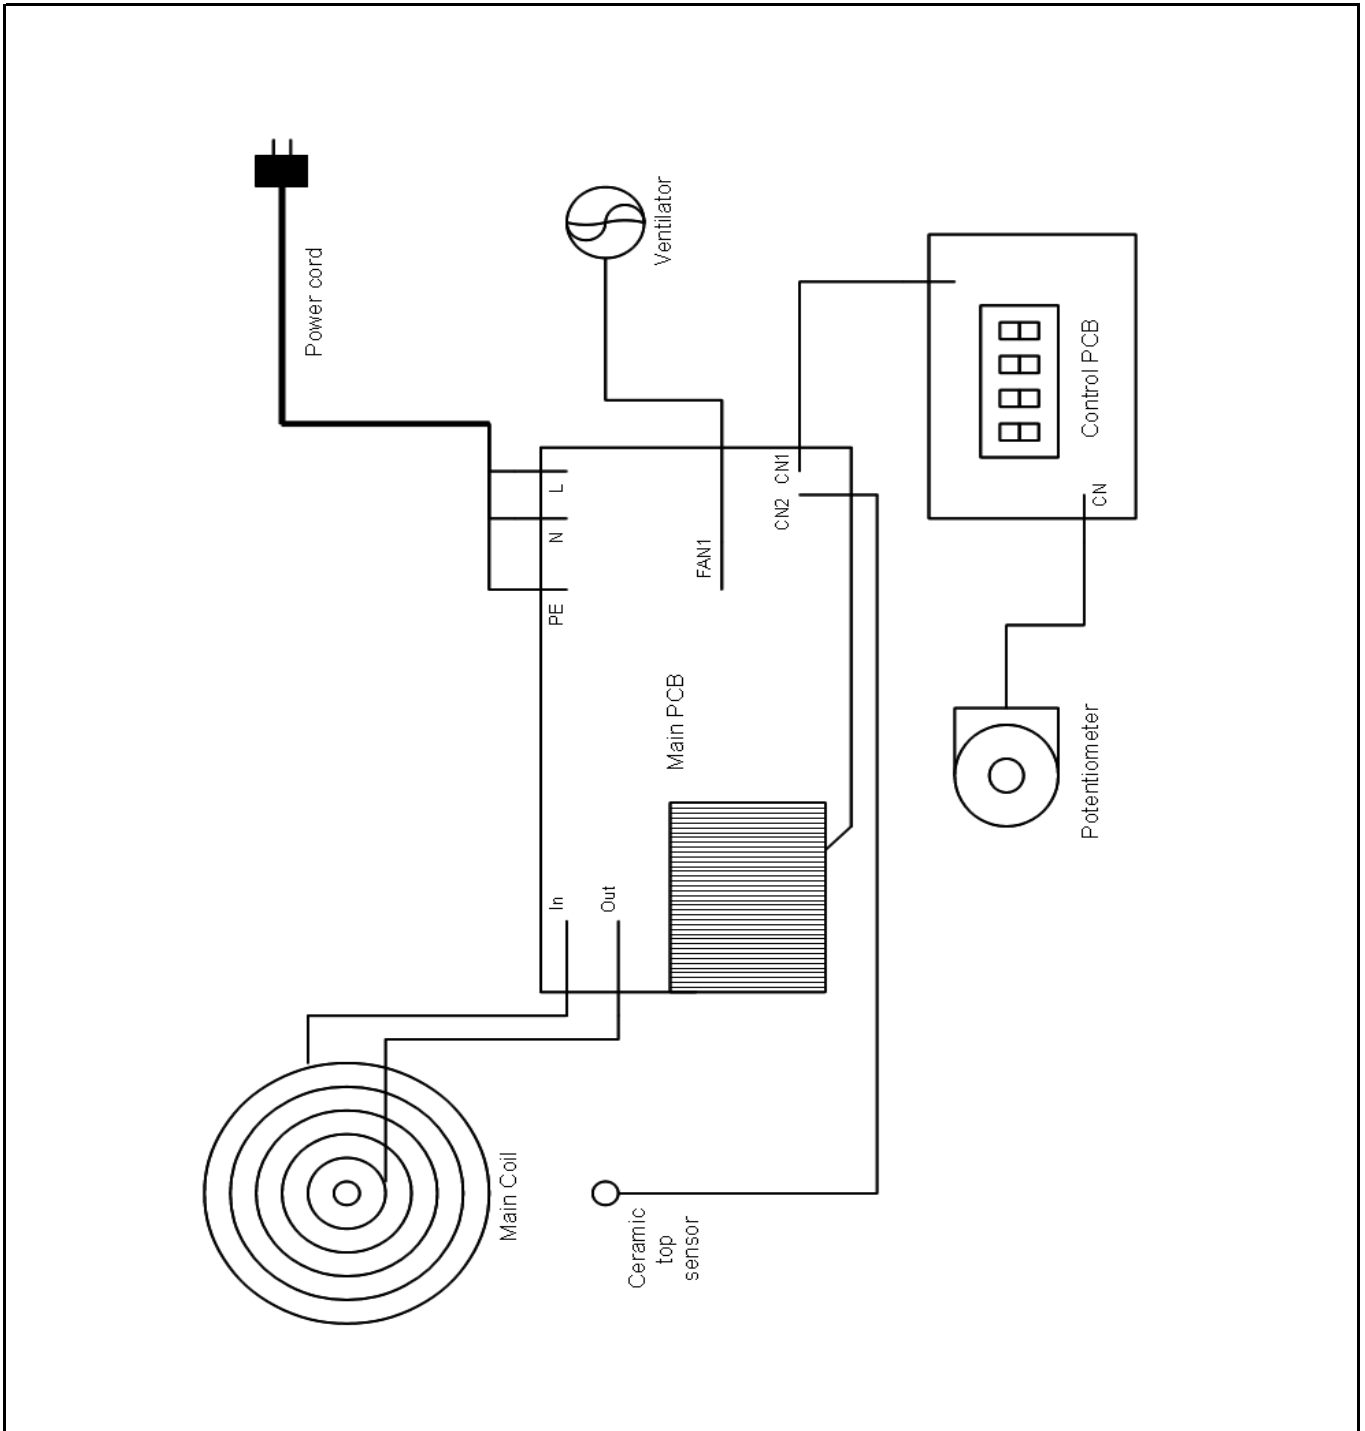 Power cord
Ventilator
L
N
PE
FAN1
CN1
CN2
Control PCB
CN
Main PCB
Potentiometer
In
Out
Main Coil
Ceramic
top
sensor